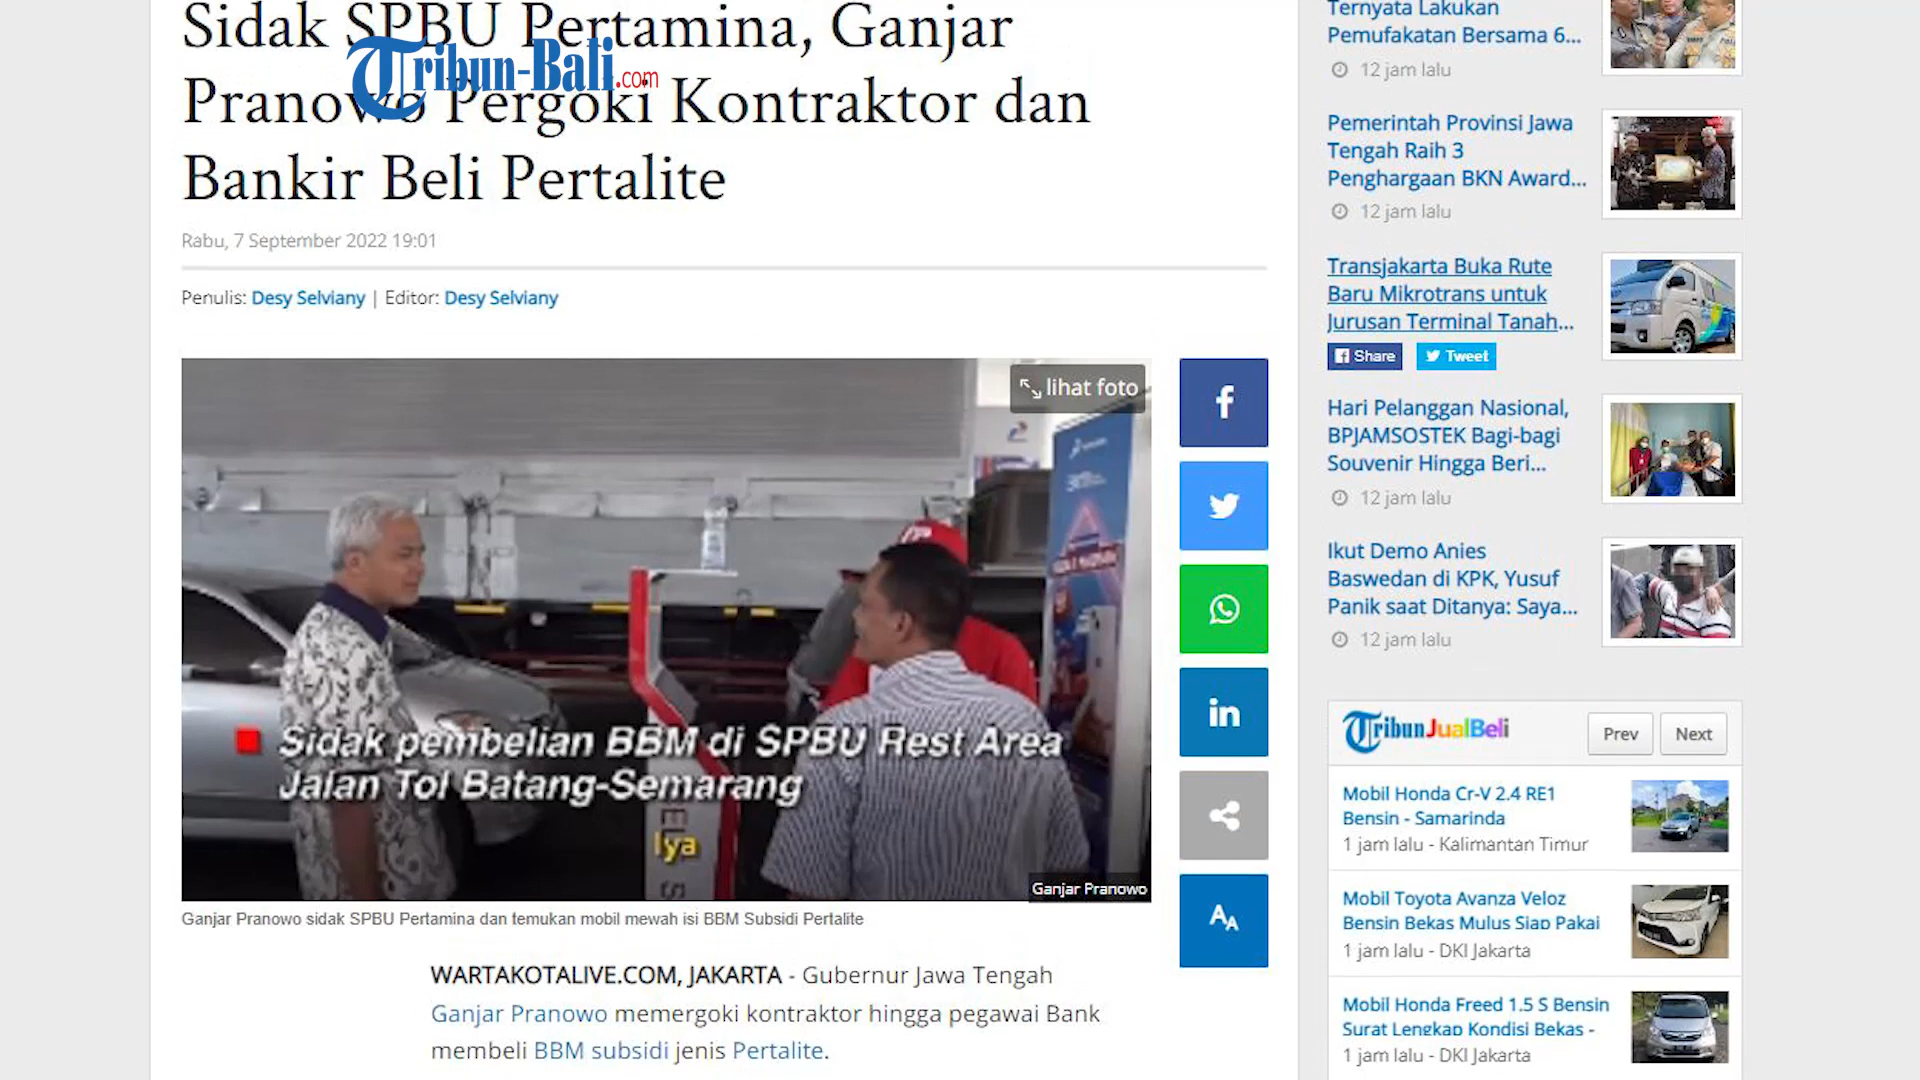 Sidak SPBU Pertamina, Ganjar
Pranowo Pergoki Kontraktor dan
Bankir Beli Pertalite
Tribun-Bali.com
Rabu, 7 September 2022 19:01
Penulis: Desy Selviany | Editor: Desy Selviany
lihat foto
Sidak pembelian BBM di SPBU Rest Area
Jalan Tol Batang-Semarang
Iya
Ganjar Pranowo
Ganjar Pranowo sidak SPBU Pertamina dan temukan mobil mewah isi BBM Subsidi Pertalite
WARTAKOTALIVE.COM, JAKARTA - Gubernur Jawa Tengah
Ganjar Pranowo memergoki kontraktor hingga pegawai Bank
membeli BBM subsidi jenis Pertalite.
Ternyata Lakukan
Pemufakatan Bersama 6...
12 jam lalu
Pemerintah Provinsi Jawa
Tengah Raih 3
Penghargaan BKN Award...
12 jam lalu
Transjakarta Buka Rute
Baru Mikrotrans untuk
Jurusan Terminal Tanah...
Share Tweet
Hari Pelanggan Nasional,
BPJAMSOSTEK Bagi-bagi
Souvenir Hingga Beri...
12 jam lalu
Ikut Demo Anies
Baswedan di KPK, Yusuf
Panik saat Ditanya: Saya...
12 jam lalu
TribunJualBeli
Prev Next
Mobil Honda Cr-V 2.4 RE1
Bensin - Samarinda
1 jam lalu - Kalimantan Timur
Mobil Toyota Avanza Veloz
Bensin Bekas Mulus Siap Pakai
1 jam lalu - DKI Jakarta
Mobil Honda Freed 1.5 S Bensin
Surat Lengkap Kondisi Bekas -
1 jam lalu - DKI Jakarta